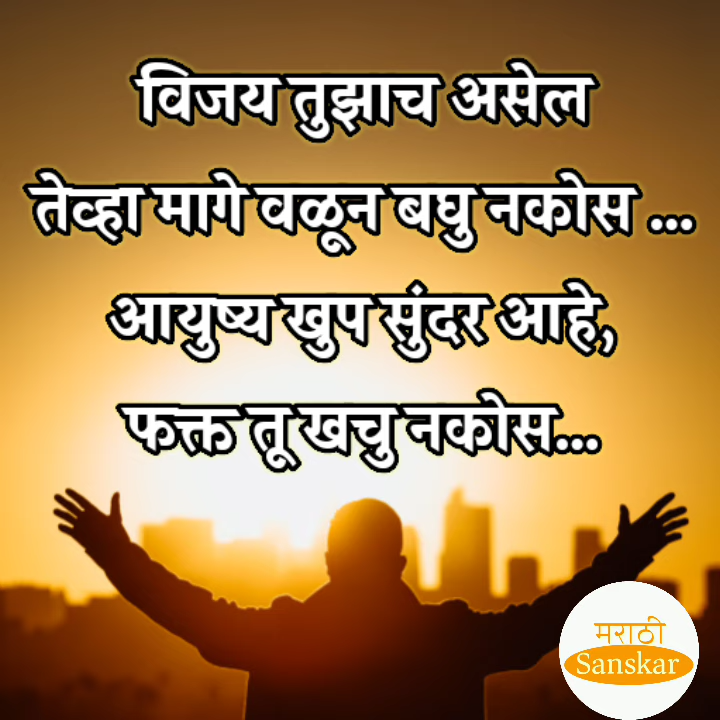 विजय तुझाच असेल
तेव्हा मागे वळून बघु नकोस ...
आयुष्य खुप सुंदर आहे,
फक्त तू खचु नकोस...
मराठी
Sanskar